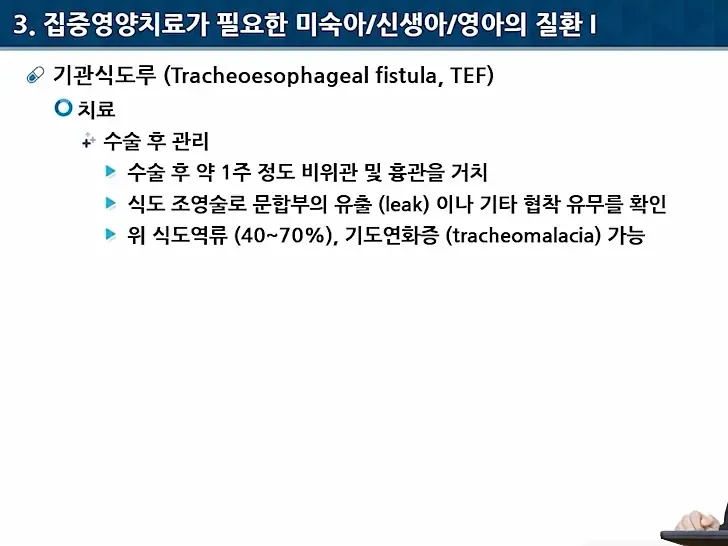 3. 집중영양치료가 필요한 미숙아/신생아/영아의 질환 I
기관식도루 (Tracheoesophageal fistula, TEF)
치료
수술 후 관리
수술 후 약 1주 정도 비위관 및 흉관을 거치
식도 조영술로 문합부의 유출 (leak) 이나 기타 협착 유무를 확인
위 식도역류 (40~70%), 기도연화증 (tracheomalacia) 가능